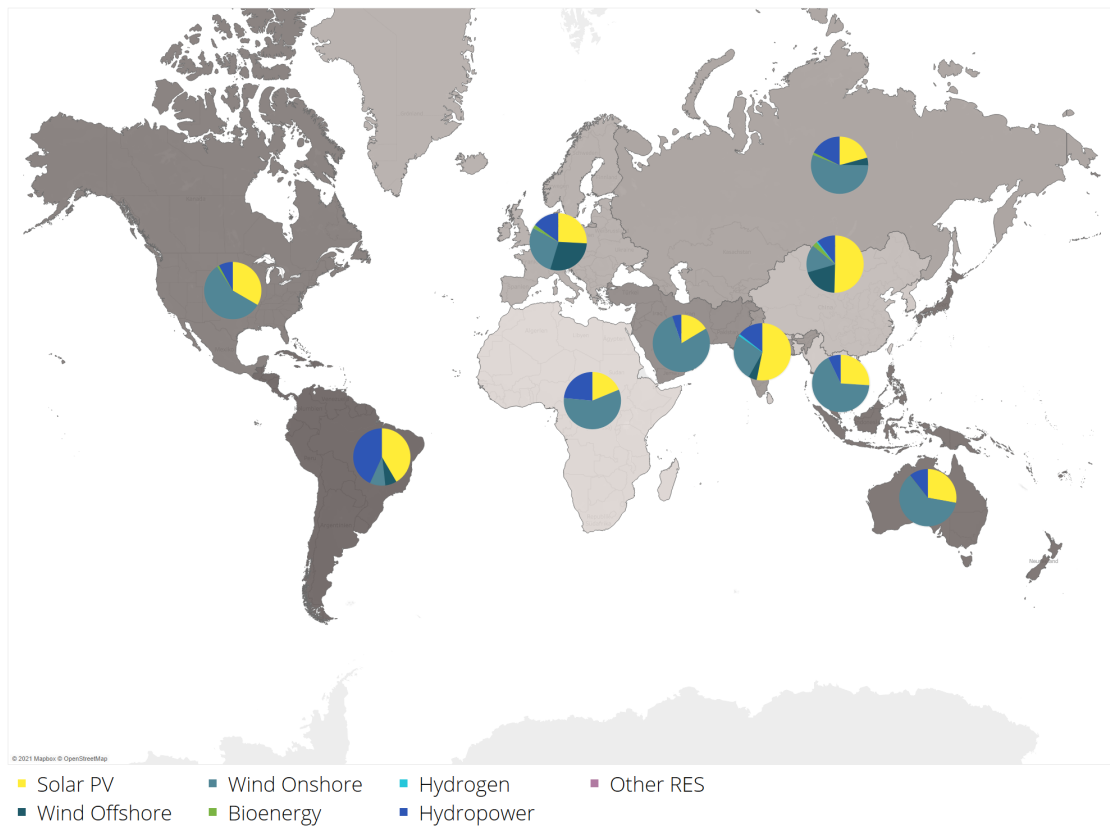 © 2021 Mapbox © OpenStreetMap
Solar PV
Wind Onshore
Hydrogen
Other RES
Wind Offshore
Bioenergy
Hydropower